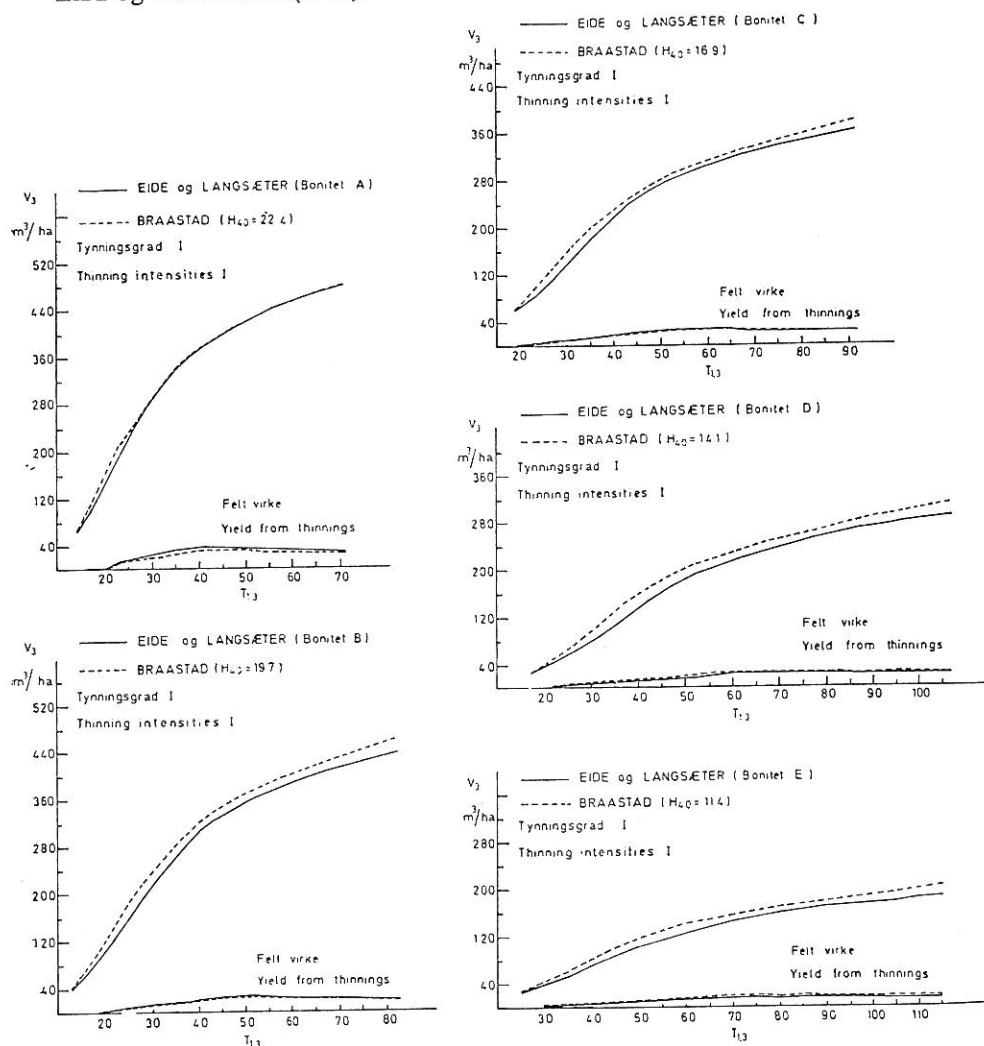 EIDE og LANGSÆTER (Bonitet A)
V3
BRAASTAD (H40=22.4)
m3/ha
Tynningsgrad I
Thinning intensities I
520
440
360
280
200
120
40
Felt virke
Yield from thinnings
20 30 40 50 60 70
T1,3
EIDE og LANGSÆTER (Bonitet B)
V3
BRAASTAD (H40=19.7)
m3/ha
Tynningsgrad I
Thinning intensities I
520
440
360
280
200
120
40
Felt virke
Yield from thinnings
20 30 40 50 60 70 80
T1,3
EIDE og LANGSÆTER (Bonitet C)
V3
BRAASTAD (H40=16.9)
m3/ha
Tynningsgrad I
440
Thinning intensities I
360
280
200
120
40
Felt virke
Yield from thinnings
20 30 40 50 60 70 80 90
T1,3
EIDE og LANGSÆTER (Bonitet D)
V3
BRAASTAD (H40=14.1)
m3/ha
Tynningsgrad I
360
Thinning intensities I
280
200
120
40
Felt virke
Yield from thinnings
20 30 40 50 60 70 80 90 100
T1,3
EIDE og LANGSÆTER (Bonitet E)
V3
BRAASTAD (H40=11.4)
m3/ha
Tynningsgrad I
Thinning intensities I
280
200
120
40
Felt virke
Yield from thinnings
30 40 50 60 70 80 90 100 110
T1,3